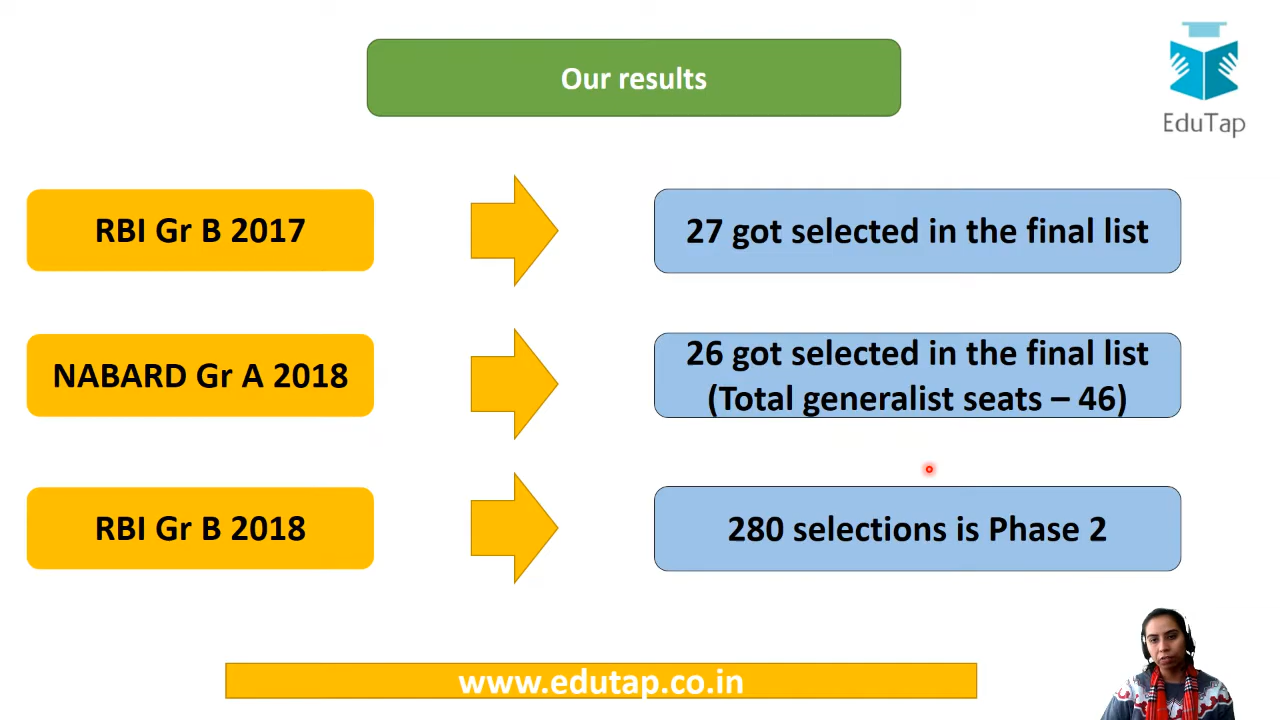 Our results
EduTap
RBI Gr B 2017
27 got selected in the final list
NABARD Gr A 2018
26 got selected in the final list
(Total generalist seats – 46)
RBI Gr B 2018
280 selections is Phase 2
www.edutap.co.in